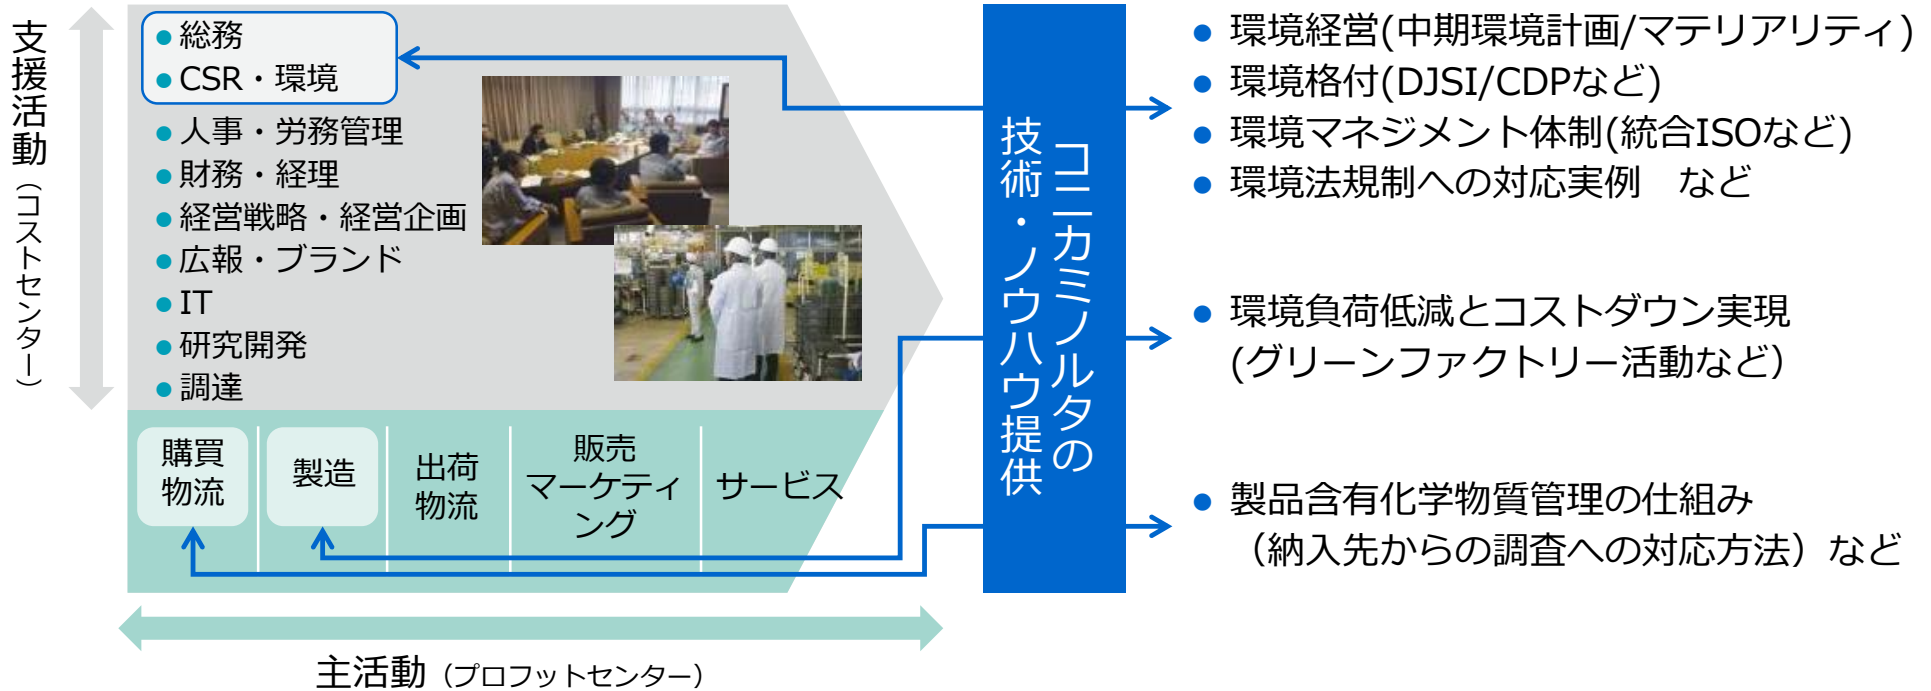 支援活動（コストセンター）
総務
CSR・環境
人事・労務管理
財務・経理
経営戦略・経営企画
広報・ブランド
IT
研究開発
調達
購買
物流
製造
出荷
物流
販売
マーケティ
ング
サービス
主活動（プロフットセンター）
コニカミノルタの
技術・ノウハウ提供
環境経営(中期環境計画/マテリアリティ)
環境格付(DJSI/CDPなど)
環境マネジメント体制(統合ISOなど)
環境法規制への対応実例　など
環境負荷低減とコストダウン実現
(グリーンファクトリー活動など）
製品含有化学物質管理の仕組み
（納入先からの調査への対応方法）など